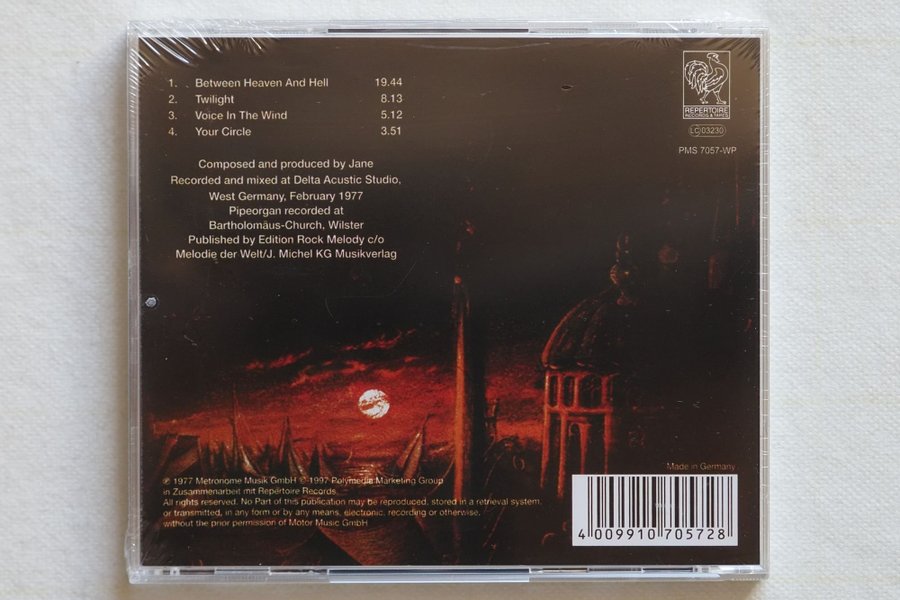 1. Between Heaven And Hell 19.44
2. Twilight 8.13
3. Voice In The Wind 5.12
4. Your Circle 3.51
Composed and produced by Jane
Recorded and mixed at Delta Acustic Studio,
West Germany, February 1977
Pipeorgan recorded at
Bartholomäus-Church, Wilster
Published by Edition Rock Melody c/o
Melodie der Welt/J. Michel KG Musikverlag
REPERTOIRE
RECORDS & TAPES
LC 03230
PMS 7057-WP
Made in Germany
℗ 1977 Metronome Musik GmbH © 1997 Polymedia Marketing Group
in Zusammenarbeit mit Repertoire Records.
All rights reserved. No Part of this publication may be reproduced, stored in a retrieval system,
or transmitted, in any form or by any means, electronic, recording or otherwise,
without the prior permission of Motor Music GmbH
4 009910 705728